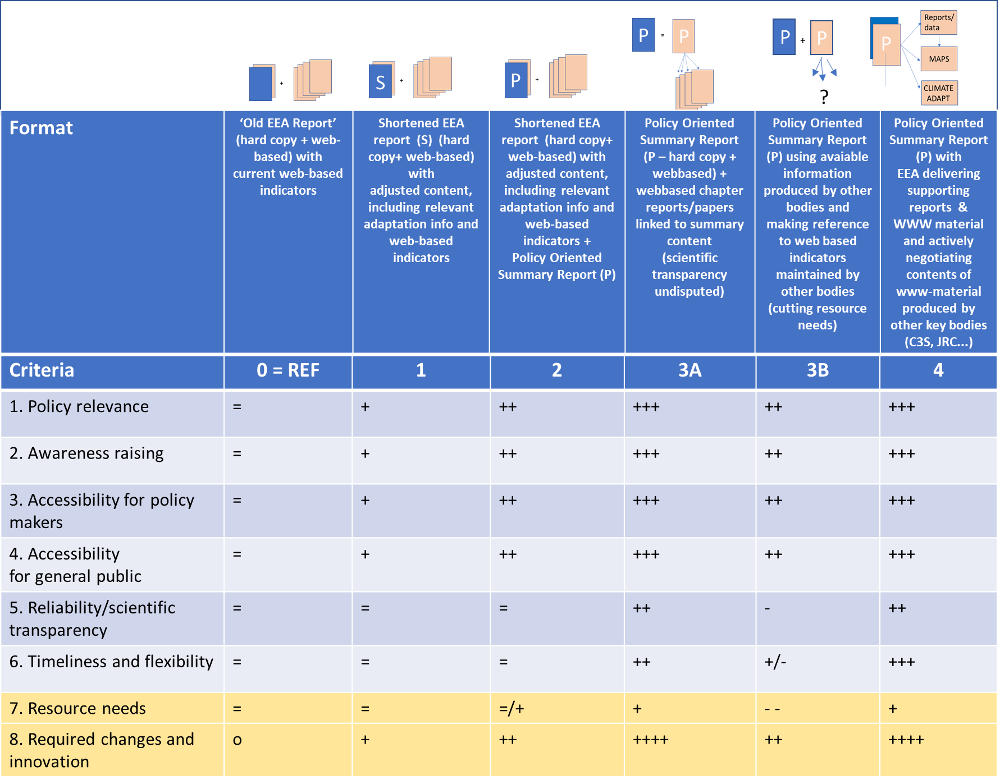 +
S
+
P
+
P
=
P
P
+
P
?
P
Reports/
data
MAPS
CLIMATE
ADAPT
Format
‘Old EEA Report’
(hard copy + web-
based) with
current web-based
indicators
Shortened EEA
report (S) (hard
copy+ web-based)
with
adjusted content,
including relevant
adaptation info and
web-based
indicators
Shortened EEA
report (hard copy+
web-based) with
adjusted content,
including relevant
adaptation info and
web-based
indicators +
Policy Oriented
Summary Report (P)
Policy Oriented
Summary Report
(P – hard copy +
webbased) +
webbased chapter
reports/papers
linked to summary
content
(scientific
transparency
undisputed)
Policy Oriented
Summary Report
(P) using avaiable
information
produced by other
bodies and
making reference
to web based
indicators
maintained by
other bodies
(cutting resource
needs)
Policy Oriented
Summary Report
(P) with
EEA delivering
supporting
reports &
WWW material
and actively
negotiating
contents of
www-material
produced by
other key bodies
(C3S, JRC...)
Criteria 0 = REF 1 2 3A 3B 4
1. Policy relevance = + ++ +++ ++ +++
2. Awareness raising = + ++ +++ ++ +++
3. Accessibility for policy = + ++ +++ ++ +++
makers
4. Accessibility = + ++ +++ ++ +++
for general public
5. Reliability/scientific = = = ++ - ++
transparency
6. Timeliness and flexibility = = = ++ +/- +++
7. Resource needs = = =/+ + - - +
8. Required changes and o + ++ ++++ ++ ++++
innovation